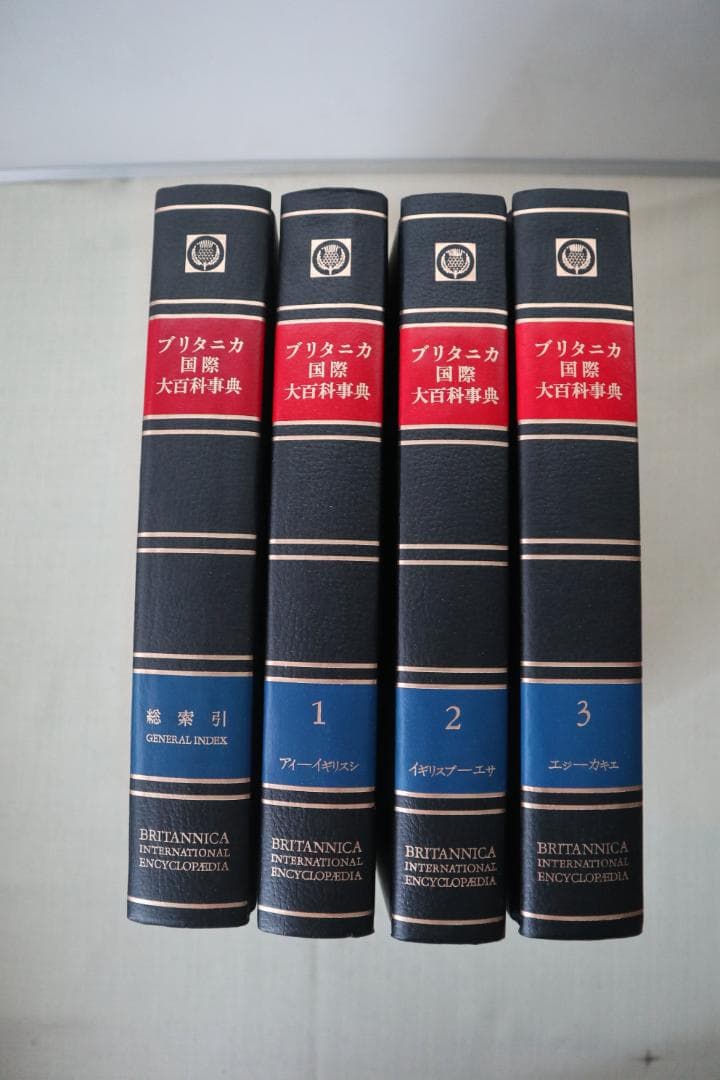 ブリタニカ
国際
大百科事典
総索引
GENERAL INDEX
BRITANNICA
INTERNATIONAL
ENCYCLOPÆDIA
ブリタニカ
国際
大百科事典
1
アイ―イギリスシ
BRITANNICA
INTERNATIONAL
ENCYCLOPÆDIA
ブリタニカ
国際
大百科事典
2
イギリスブ―エサ
BRITANNICA
INTERNATIONAL
ENCYCLOPÆDIA
ブリタニカ
国際
大百科事典
3
エジ―カキエ
BRITANNICA
INTERNATIONAL
ENCYCLOPÆDIA